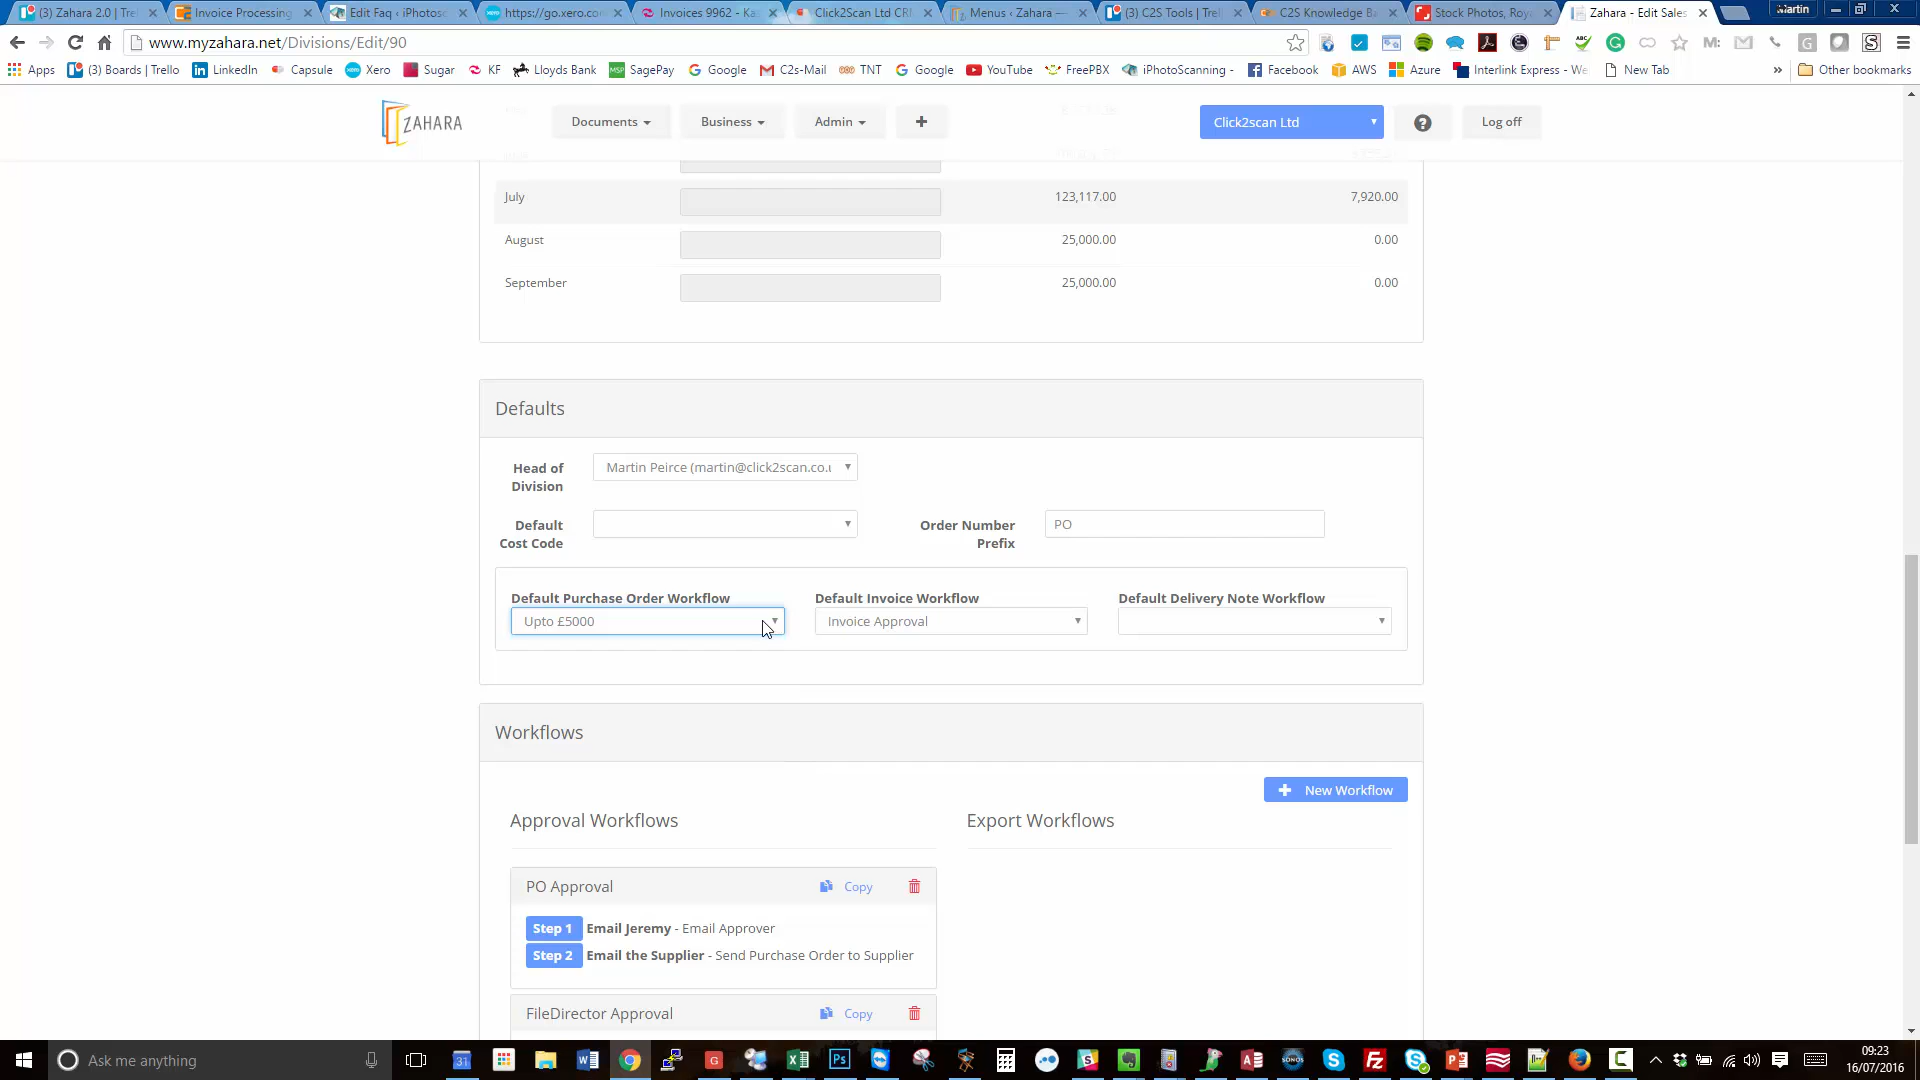 (3) Zahara 2.0 | Tre
Invoice Processing
Edit Faq ‹ iPhotosc
https://go.xero.co
Invoices 9962 - Ka
Click2Scan Ltd CR
Menus ‹ Zahara —
(3) C2S Tools | Trel
C2S Knowledge B
Stock Photos, Roy
Zahara - Edit Sales
Martin
www.myzahara.net/Divisions/Edit/90
Apps
(3) Boards | Trello
LinkedIn
Capsule
Xero
Sugar
KF
Lloyds Bank
SagePay
Google
C2s-Mail
TNT
Google
YouTube
FreePBX
iPhotoScanning -
Facebook
AWS
Azure
Interlink Express - We
New Tab
»
Other bookmarks
ZAHARA
Documents
Business
Admin
+
Click2scan Ltd
?
Log off
July 123,117.00 7,920.00
August 25,000.00 0.00
September 25,000.00 0.00
Defaults
Head of
Division
Martin Peirce (martin@click2scan.co.u
Default
Cost Code
Order Number
Prefix
PO
Default Purchase Order Workflow
Default Invoice Workflow
Default Delivery Note Workflow
Upto £5000
Invoice Approval
Workflows
+ New Workflow
Approval Workflows
Export Workflows
PO Approval
Copy
Step 1 Email Jeremy - Email Approver
Step 2 Email the Supplier - Send Purchase Order to Supplier
FileDirector Approval
Copy
Ask me anything
09:23
16/07/2016